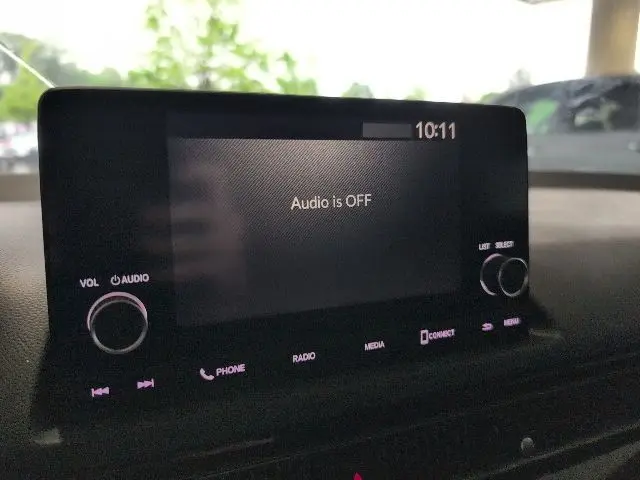 10:11
Audio is OFF
VOL AUDIO
LIST SELECT
PHONE
RADIO
MEDIA
CONNECT
MENU